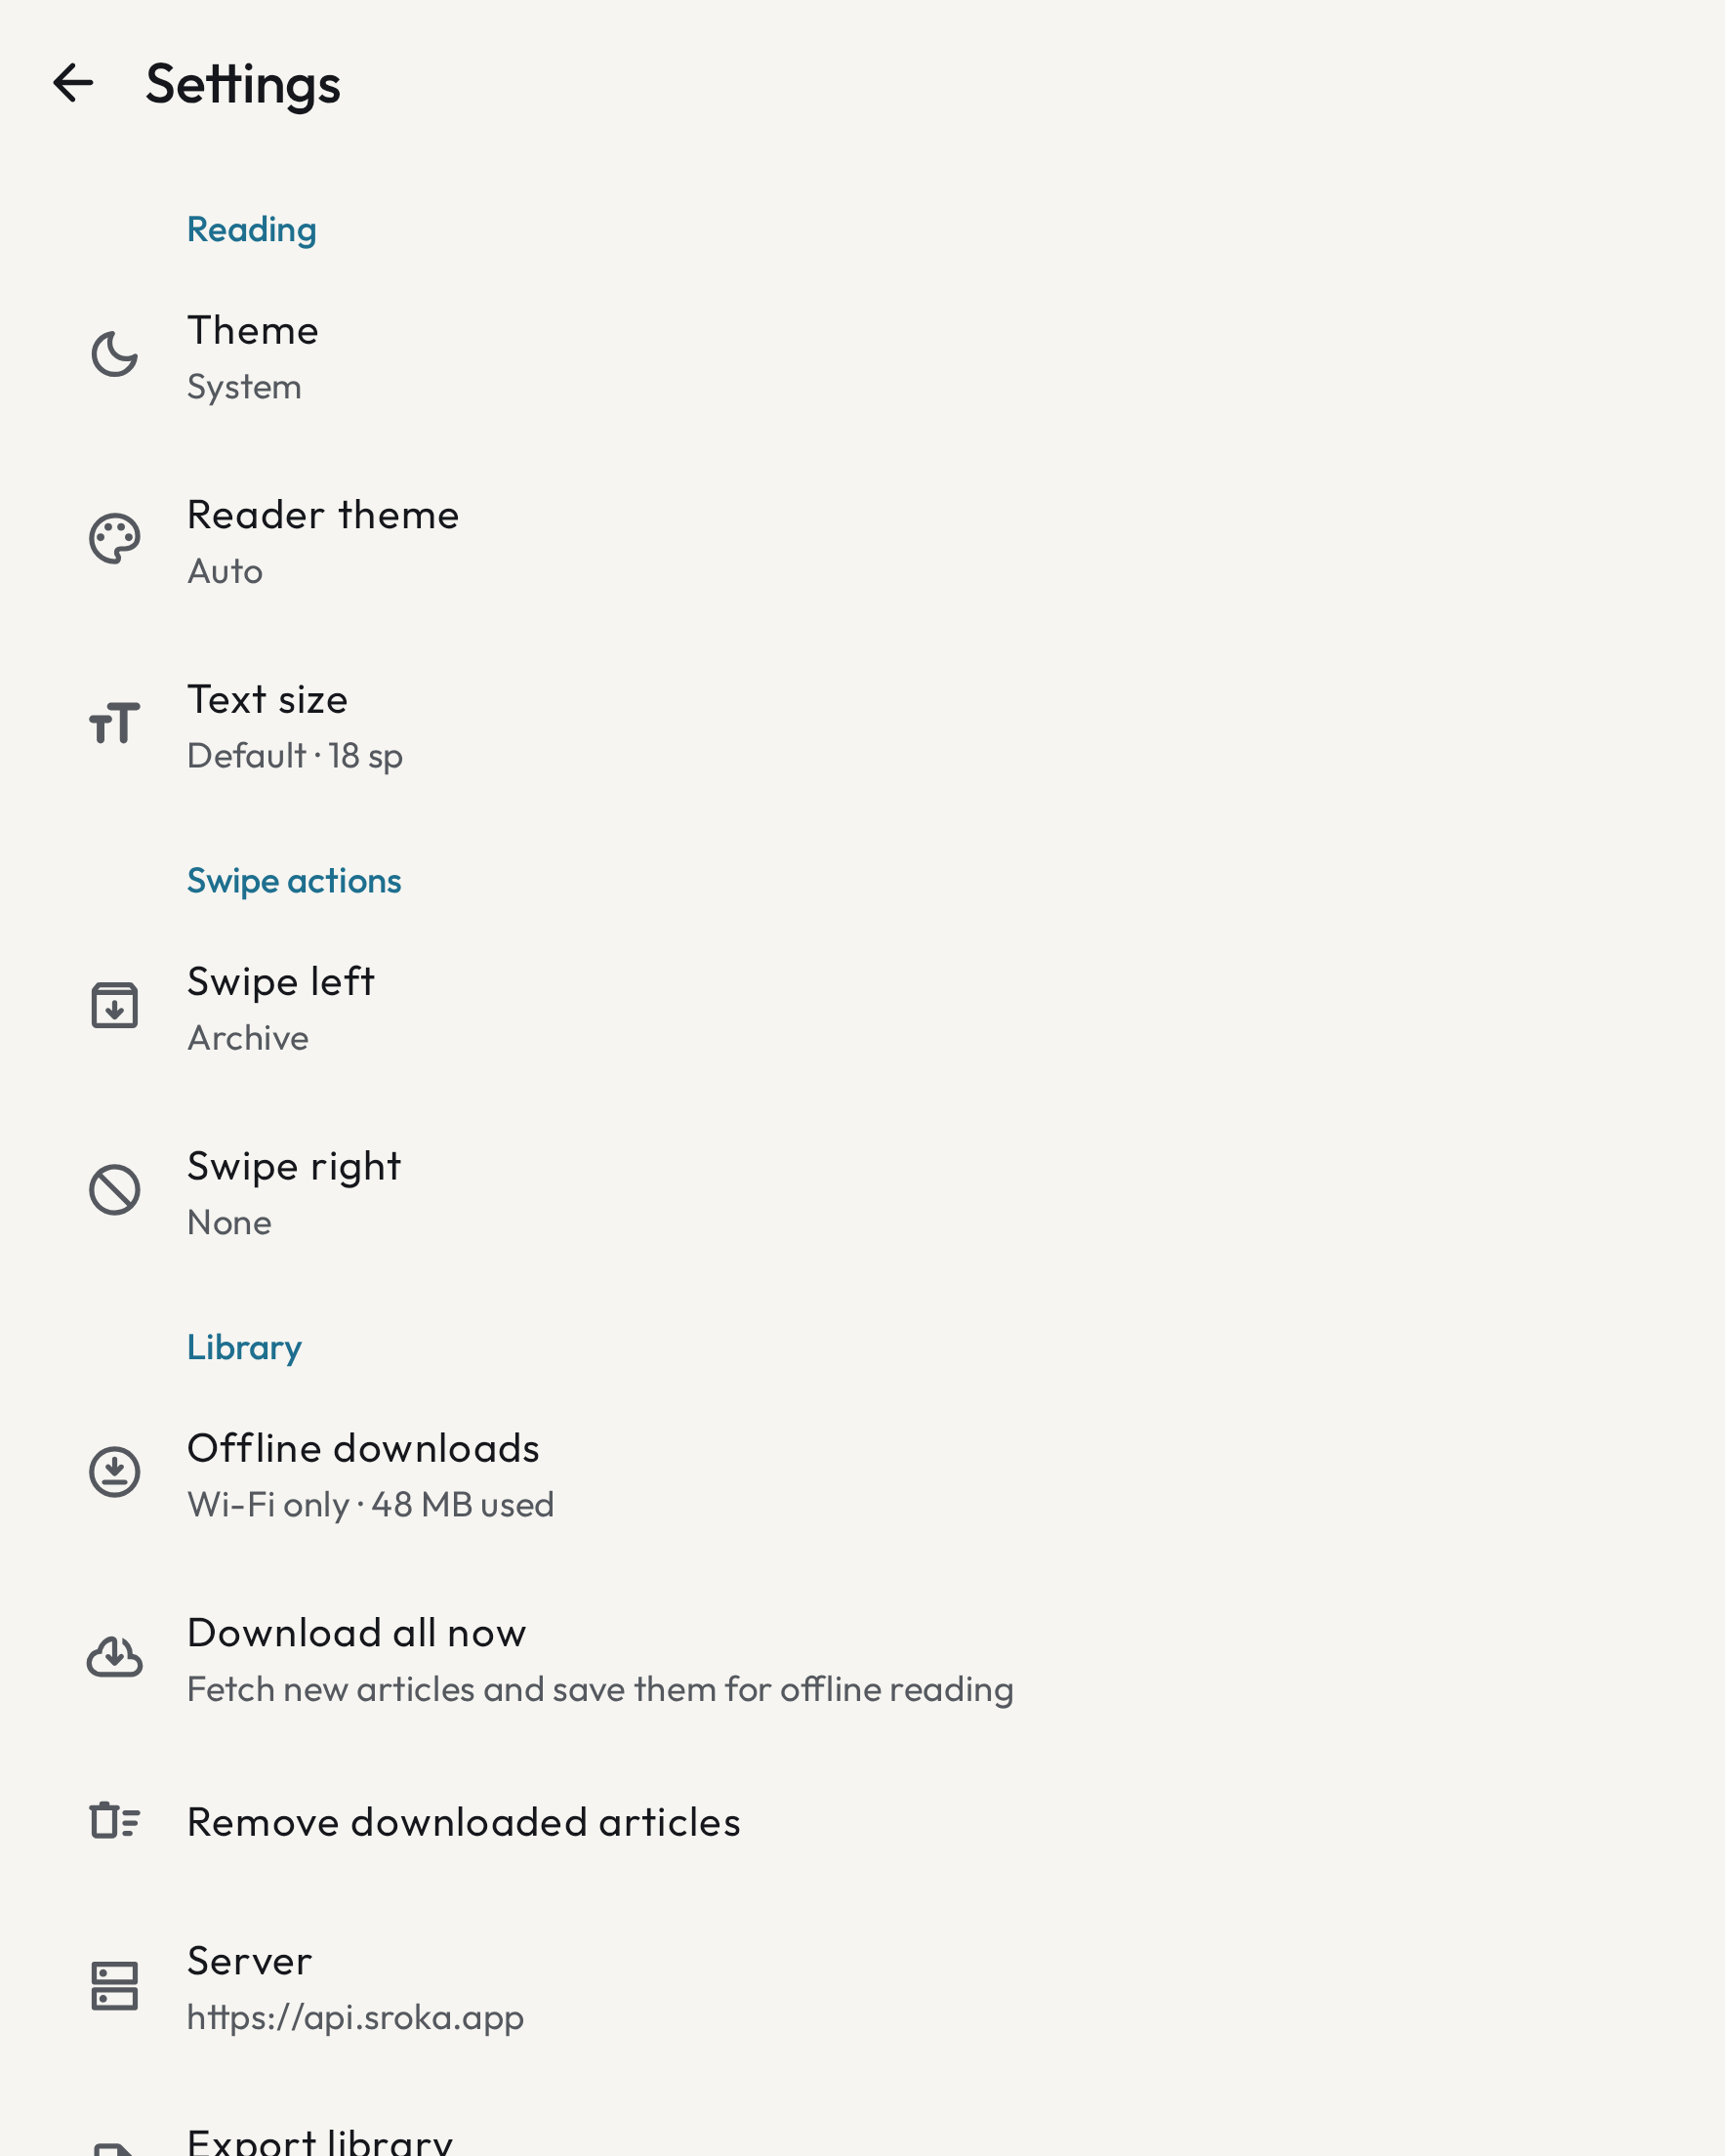 Settings
Reading
Theme
System
Reader theme
Auto
Text size
Default · 18 sp
Swipe actions
Swipe left
Archive
Swipe right
None
Library
Offline downloads
Wi-Fi only · 48 MB used
Download all now
Fetch new articles and save them for offline reading
Remove downloaded articles
Server
https://api.sroka.app
Export library